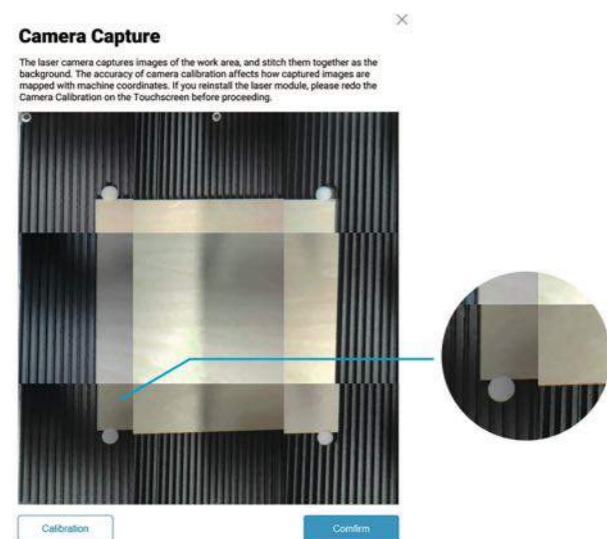 Camera Capture
The laser camera captures images of the work area, and stitch them together as the
background. The accuracy of camera calibration affects how captured images are
mapped with machine coordinates. If you reinstall the laser module, please redo the
Camera Calibration on the Touchscreen before proceeding.
Calibration
Comfirm